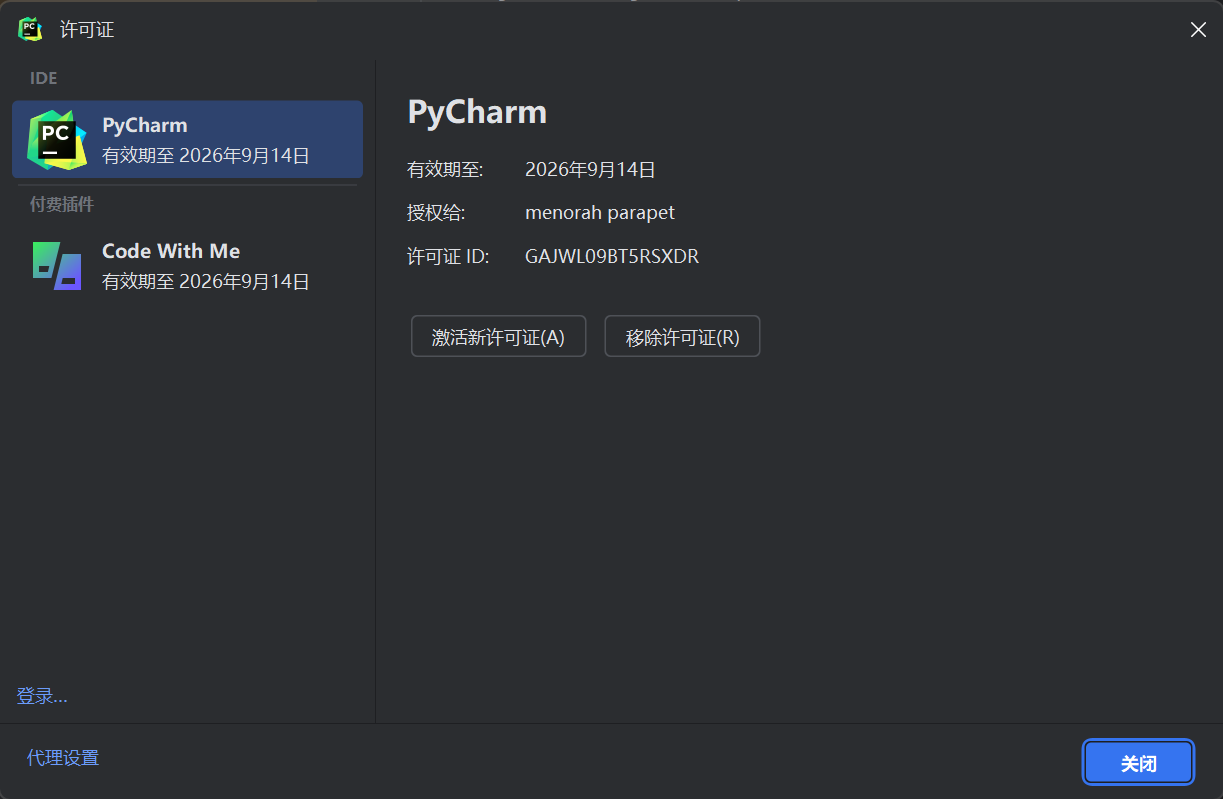 PC
许可证
IDE
PC
PyCharm
有效期至 2026年9月14日
付费插件
Code With Me
有效期至 2026年9月14日
登录...
PyCharm
有效期至: 2026年9月14日
授权给: menorah parapet
许可证 ID: GAJWL09BT5RSXDR
激活新许可证(A) 移除许可证(R)
代理设置
关闭